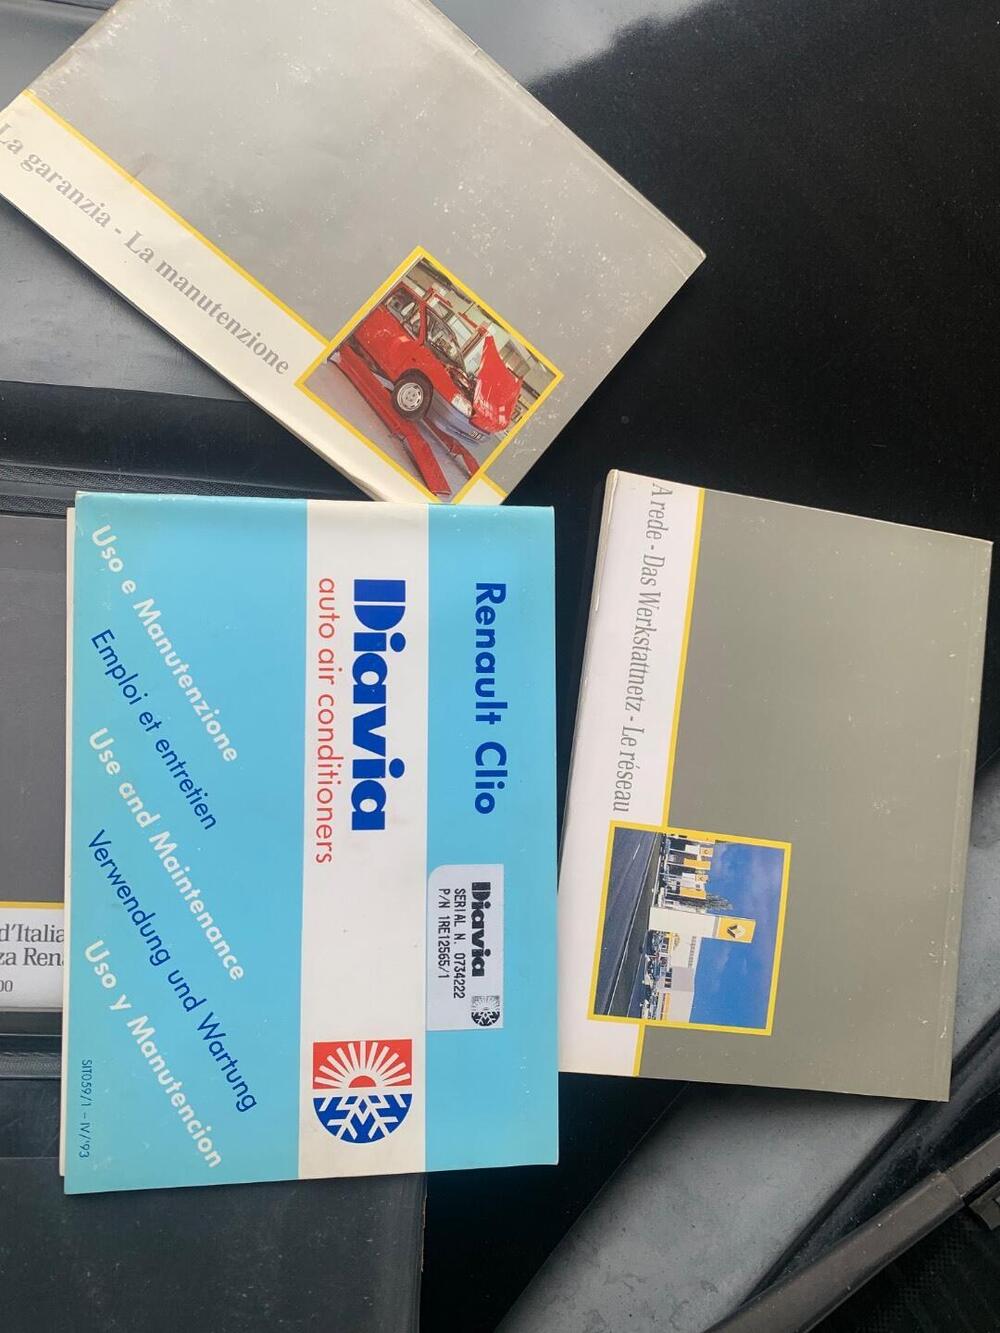 La garanzia - La manutenzione
Renault Clio
Diavia
auto air conditioners
Diavia
SERIAL N. 0734222
P/N 1RE12565/1
Uso e Manutenzione
Emploi et entretien
Use and Maintenance
Verwendung und Wartung
Uso y Manutencion
SIT059/1 - IV/'93
A rede - Das Werkstattnetz - Le réseau
d'Italia